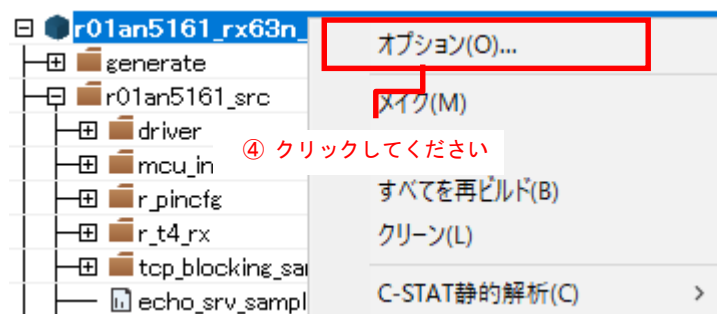 r01an5161_rx63n_
オプション(O)...
generate
r01an5161_src
メイク(M)
driver
④ クリックしてください
mcu_in
すべてを再ビルド(B)
r_pincfg
r_t4_rx
クリーン(L)
tcp_blocking_sa
C-STAT静的解析(C)
echo_srv_sampl